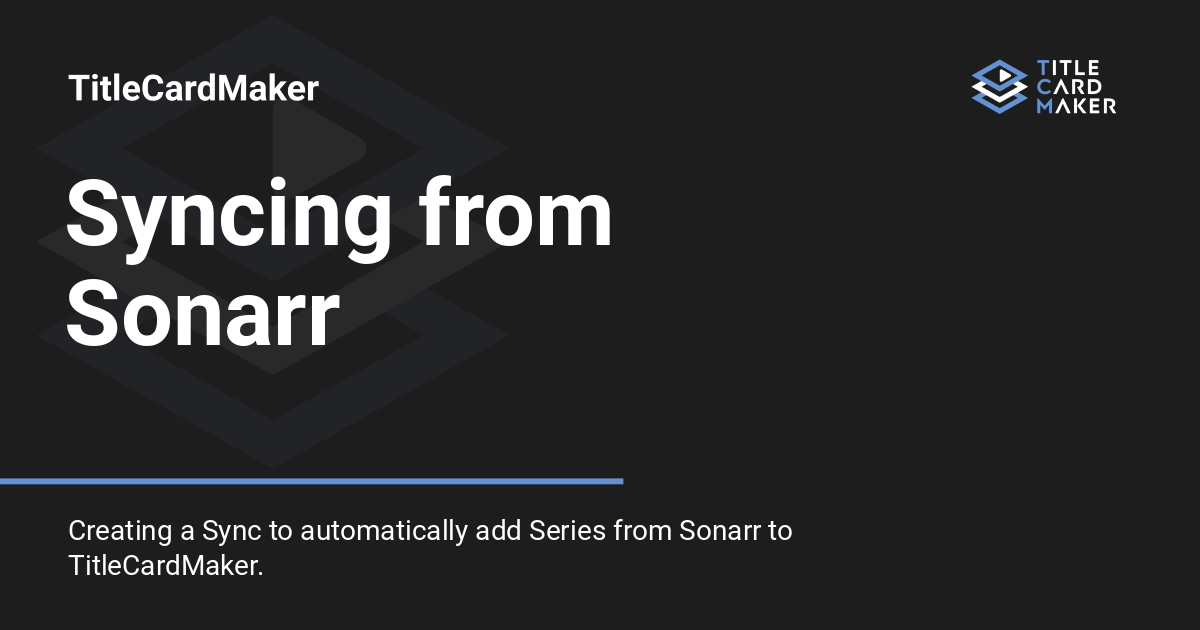 TitleCardMaker
TITLE
CARD
MAKER
Syncing from
Sonarr
Creating a Sync to automatically add Series from Sonarr to
TitleCardMaker.